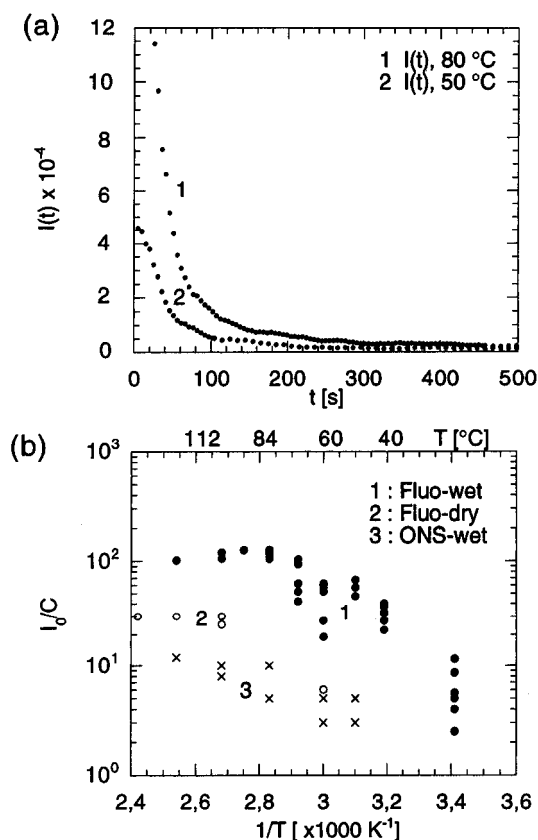 (a)
12
10
8
6
4
2
0
I(t) x 10⁻⁴
1 I(t), 80 °C
2 I(t), 50 °C
1
2
0 100 200 300 400 500
t [s]
(b)
112 84 60 40 T [°C]
10³
10²
10¹
10⁰
I₀/C
1 : Fluo-wet
2 : Fluo-dry
3 : ONS-wet
1
2
3
2,4 2,6 2,8 3 3,2 3,4 3,6
1/T [ x1000 K⁻¹]